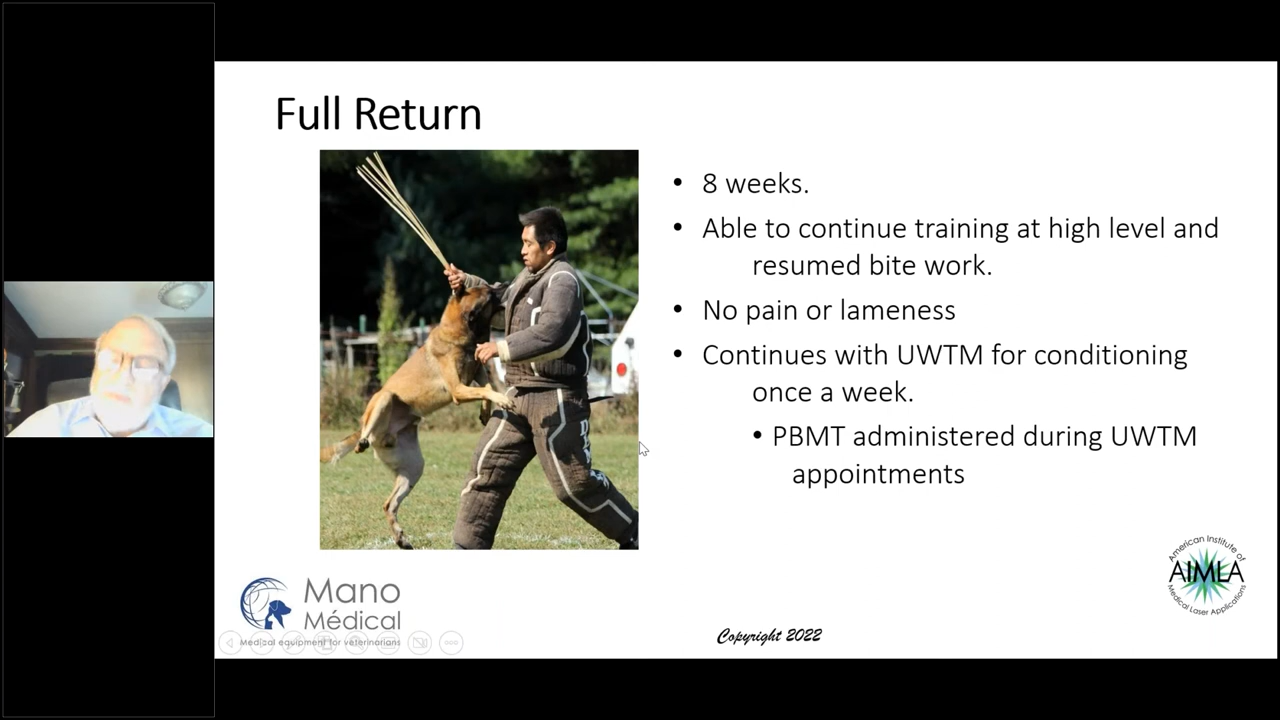 Full Return
• 8 weeks.
• Able to continue training at high level and
resumed bite work.
• No pain or lameness
• Continues with UWTM for conditioning
once a week.
• PBMT administered during UWTM
appointments
Mano
Médical
Medical equipment for veterinarians
Copyright 2022
American Institute of
AIMLA
Medical Laser Applications